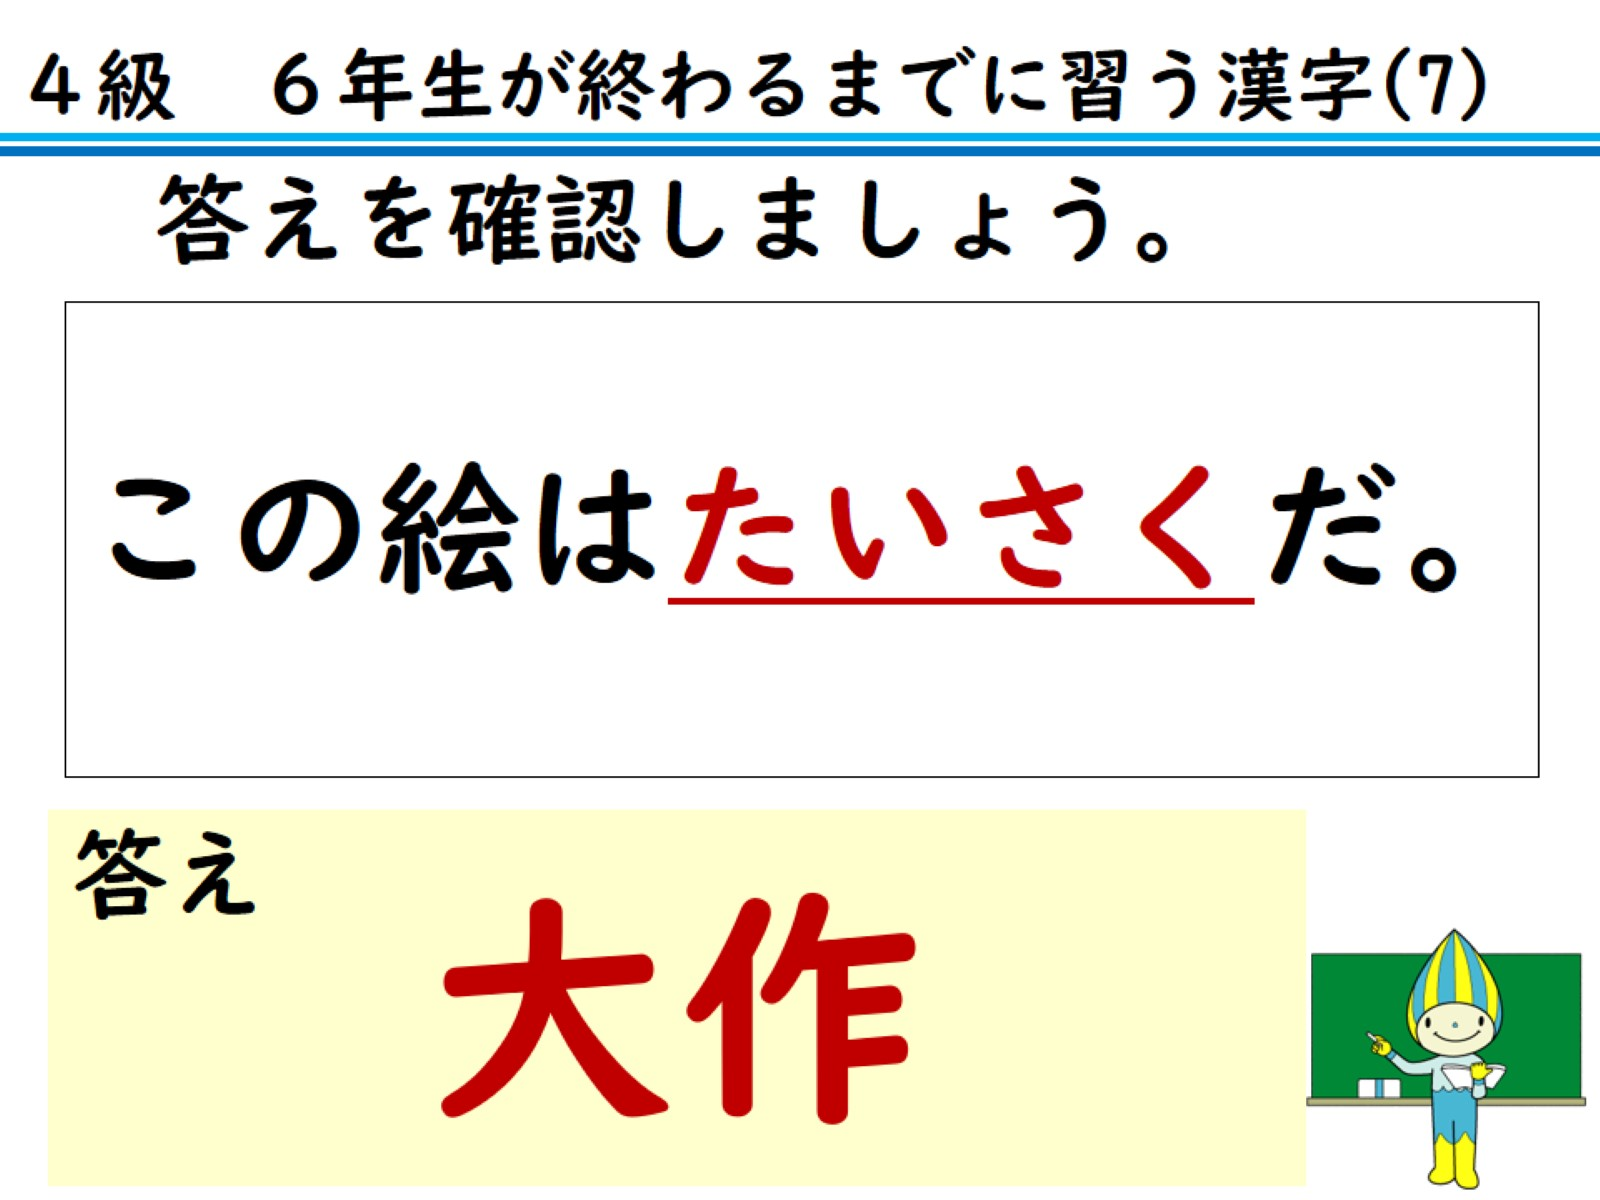 ４級　６年生が終わるまでに習う漢字(7)
答えを確認しましょう。
この絵はたいさくだ。
答え
大作